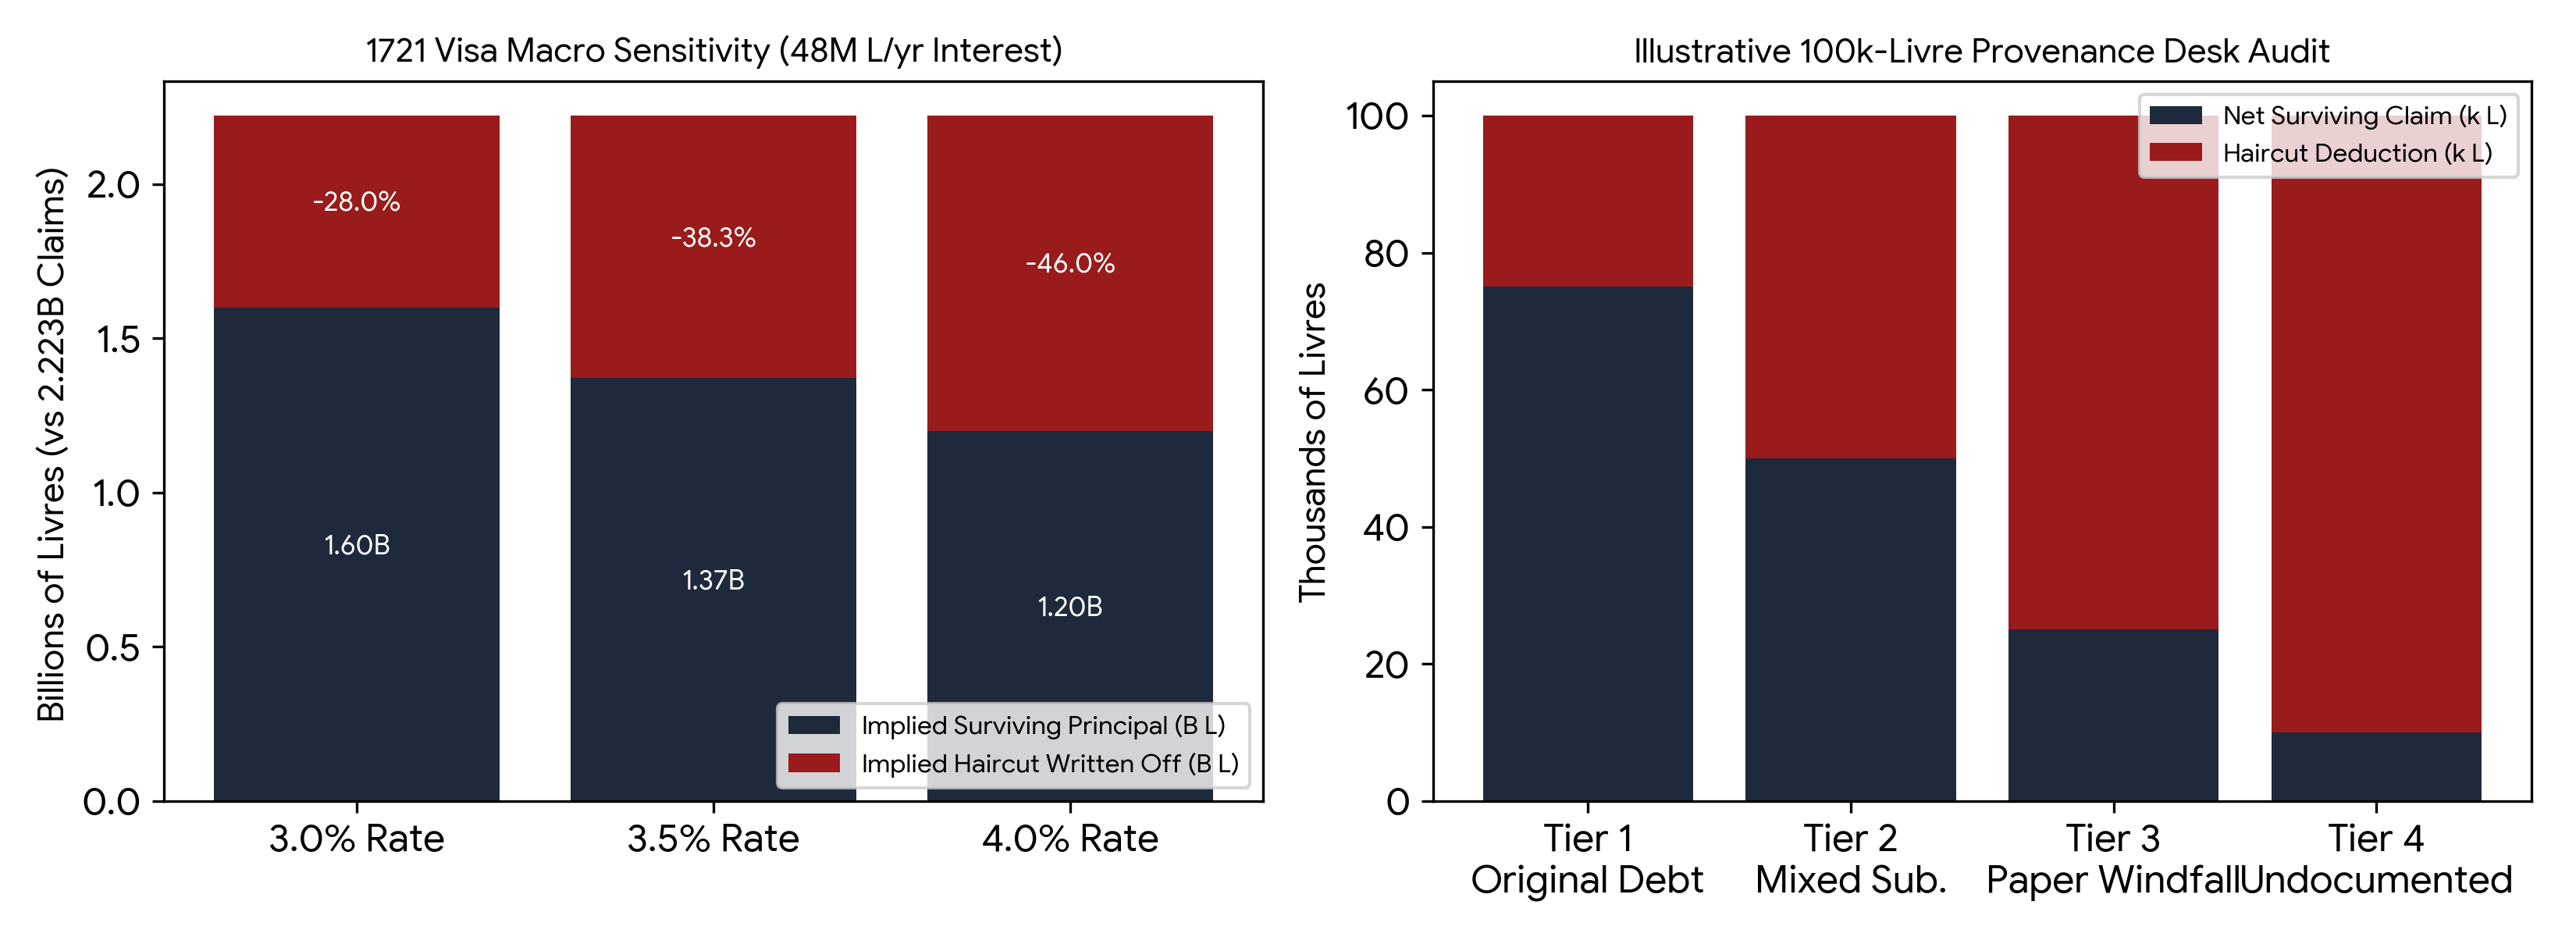 1721 Visa Macro Sensitivity (48M L/yr Interest)
Billions of Livres (vs 2.223B Claims)
2.0
1.5
1.0
0.5
0.0
-28.0%
-38.3%
-46.0%
1.60B
1.37B
1.20B
Implied Surviving Principal (B L)
Implied Haircut Written Off (B L)
3.0% Rate
3.5% Rate
4.0% Rate
Illustrative 100k-Livre Provenance Desk Audit
Thousands of Livres
100
80
60
40
20
0
Net Surviving Claim (k L)
Haircut Deduction (k L)
Tier 1
Original Debt
Tier 2
Mixed Sub.
Tier 3
Paper Windfall
Tier 4
Undocumented